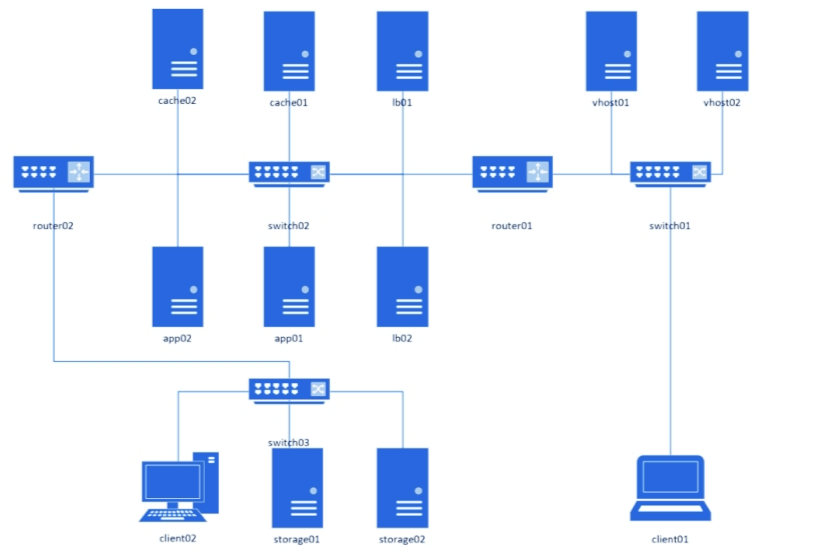 cache02
cache01
lb01
vhost01
vhost02
router02
switch02
router01
switch01
app02
app01
lb02
switch03
client02
storage01
storage02
client01